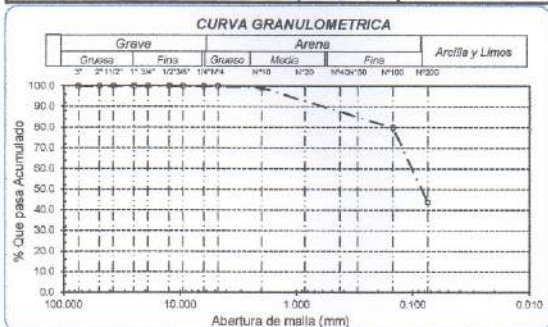 CURVA GRANULOMETRICA
Grava Arena Arcilla y Limos
Gruesa Fina Grueso Media Fina
3" 2" 11/2" 1" 3/4" 1/2" 3/8" 1/4" N°4 N°10 N°20 N°40 N°50 N°100 N°200
% Que pasa Acumulado
100.0
90.0
80.0
70.0
60.0
50.0
40.0
30.0
20.0
10.0
0.0
100.000 10.000 1.000 0.100 0.010
Abertura de malla (mm)